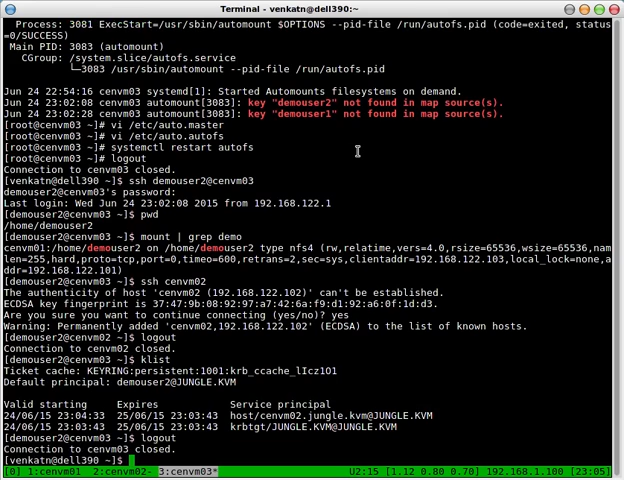 Terminal - venkatn@dell390:~
Process: 3081 ExecStart=/usr/sbin/automount $OPTIONS --pid-file /run/autofs.pid (code=exited, status
=0/SUCCESS)
Main PID: 3083 (automount)
CGroup: /system.slice/autofs.service
└─3083 /usr/sbin/automount --pid-file /run/autofs.pid
Jun 24 22:54:16 cenvm03 systemd[1]: Started Automounts filesystems on demand.
Jun 24 23:02:08 cenvm03 automount[3083]: key "demouser2" not found in map source(s).
Jun 24 23:02:28 cenvm03 automount[3083]: key "demouser1" not found in map source(s).
[root@cenvm03 ~]# vi /etc/auto.master
[root@cenvm03 ~]# vi /etc/auto.autofs
[root@cenvm03 ~]# systemctl restart autofs
[root@cenvm03 ~]# logout
Connection to cenvm03 closed.
[venkatn@dell390 ~]$ ssh demouser2@cenvm03
demouser2@cenvm03's password:
Last login: Wed Jun 24 23:02:08 2015 from 192.168.122.1
[demouser2@cenvm03 ~]$ pwd
/home/demouser2
[demouser2@cenvm03 ~]$ mount | grep demo
cenvm01:/home/demouser2 on /home/demouser2 type nfs4 (rw,relatime,vers=4.0,rsize=65536,wsize=65536,nam
len=255,hard,proto=tcp,port=0,timeo=600,retrans=2,sec=sys,clientaddr=192.168.122.103,local_lock=none,a
ddr=192.168.122.101)
[demouser2@cenvm03 ~]$ ssh cenvm02
The authenticity of host 'cenvm02 (192.168.122.102)' can't be established.
ECDSA key fingerprint is 37:47:9b:08:92:97:a7:42:6a:f9:d1:92:a6:0f:1d:d3.
Are you sure you want to continue connecting (yes/no)? yes
Warning: Permanently added 'cenvm02,192.168.122.102' (ECDSA) to the list of known hosts.
[demouser2@cenvm02 ~]$ logout
Connection to cenvm02 closed.
[demouser2@cenvm03 ~]$ klist
Ticket cache: KEYRING:persistent:1001:krb_ccache_lIcz1O1
Default principal: demouser2@JUNGLE.KVM
Valid starting     Expires            Service principal
24/06/15 23:04:33  25/06/15 23:03:43  host/cenvm02.jungle.kvm@JUNGLE.KVM
24/06/15 23:03:43  25/06/15 23:03:43  krbtgt/JUNGLE.KVM@JUNGLE.KVM
[demouser2@cenvm03 ~]$ logout
Connection to cenvm03 closed.
[venkatn@dell390 ~]$
[0] 1:cenvm01  2:cenvm02- 3:cenvm03* U2:15 [1.12 0.80 0.70] 192.168.1.100 [23:05]